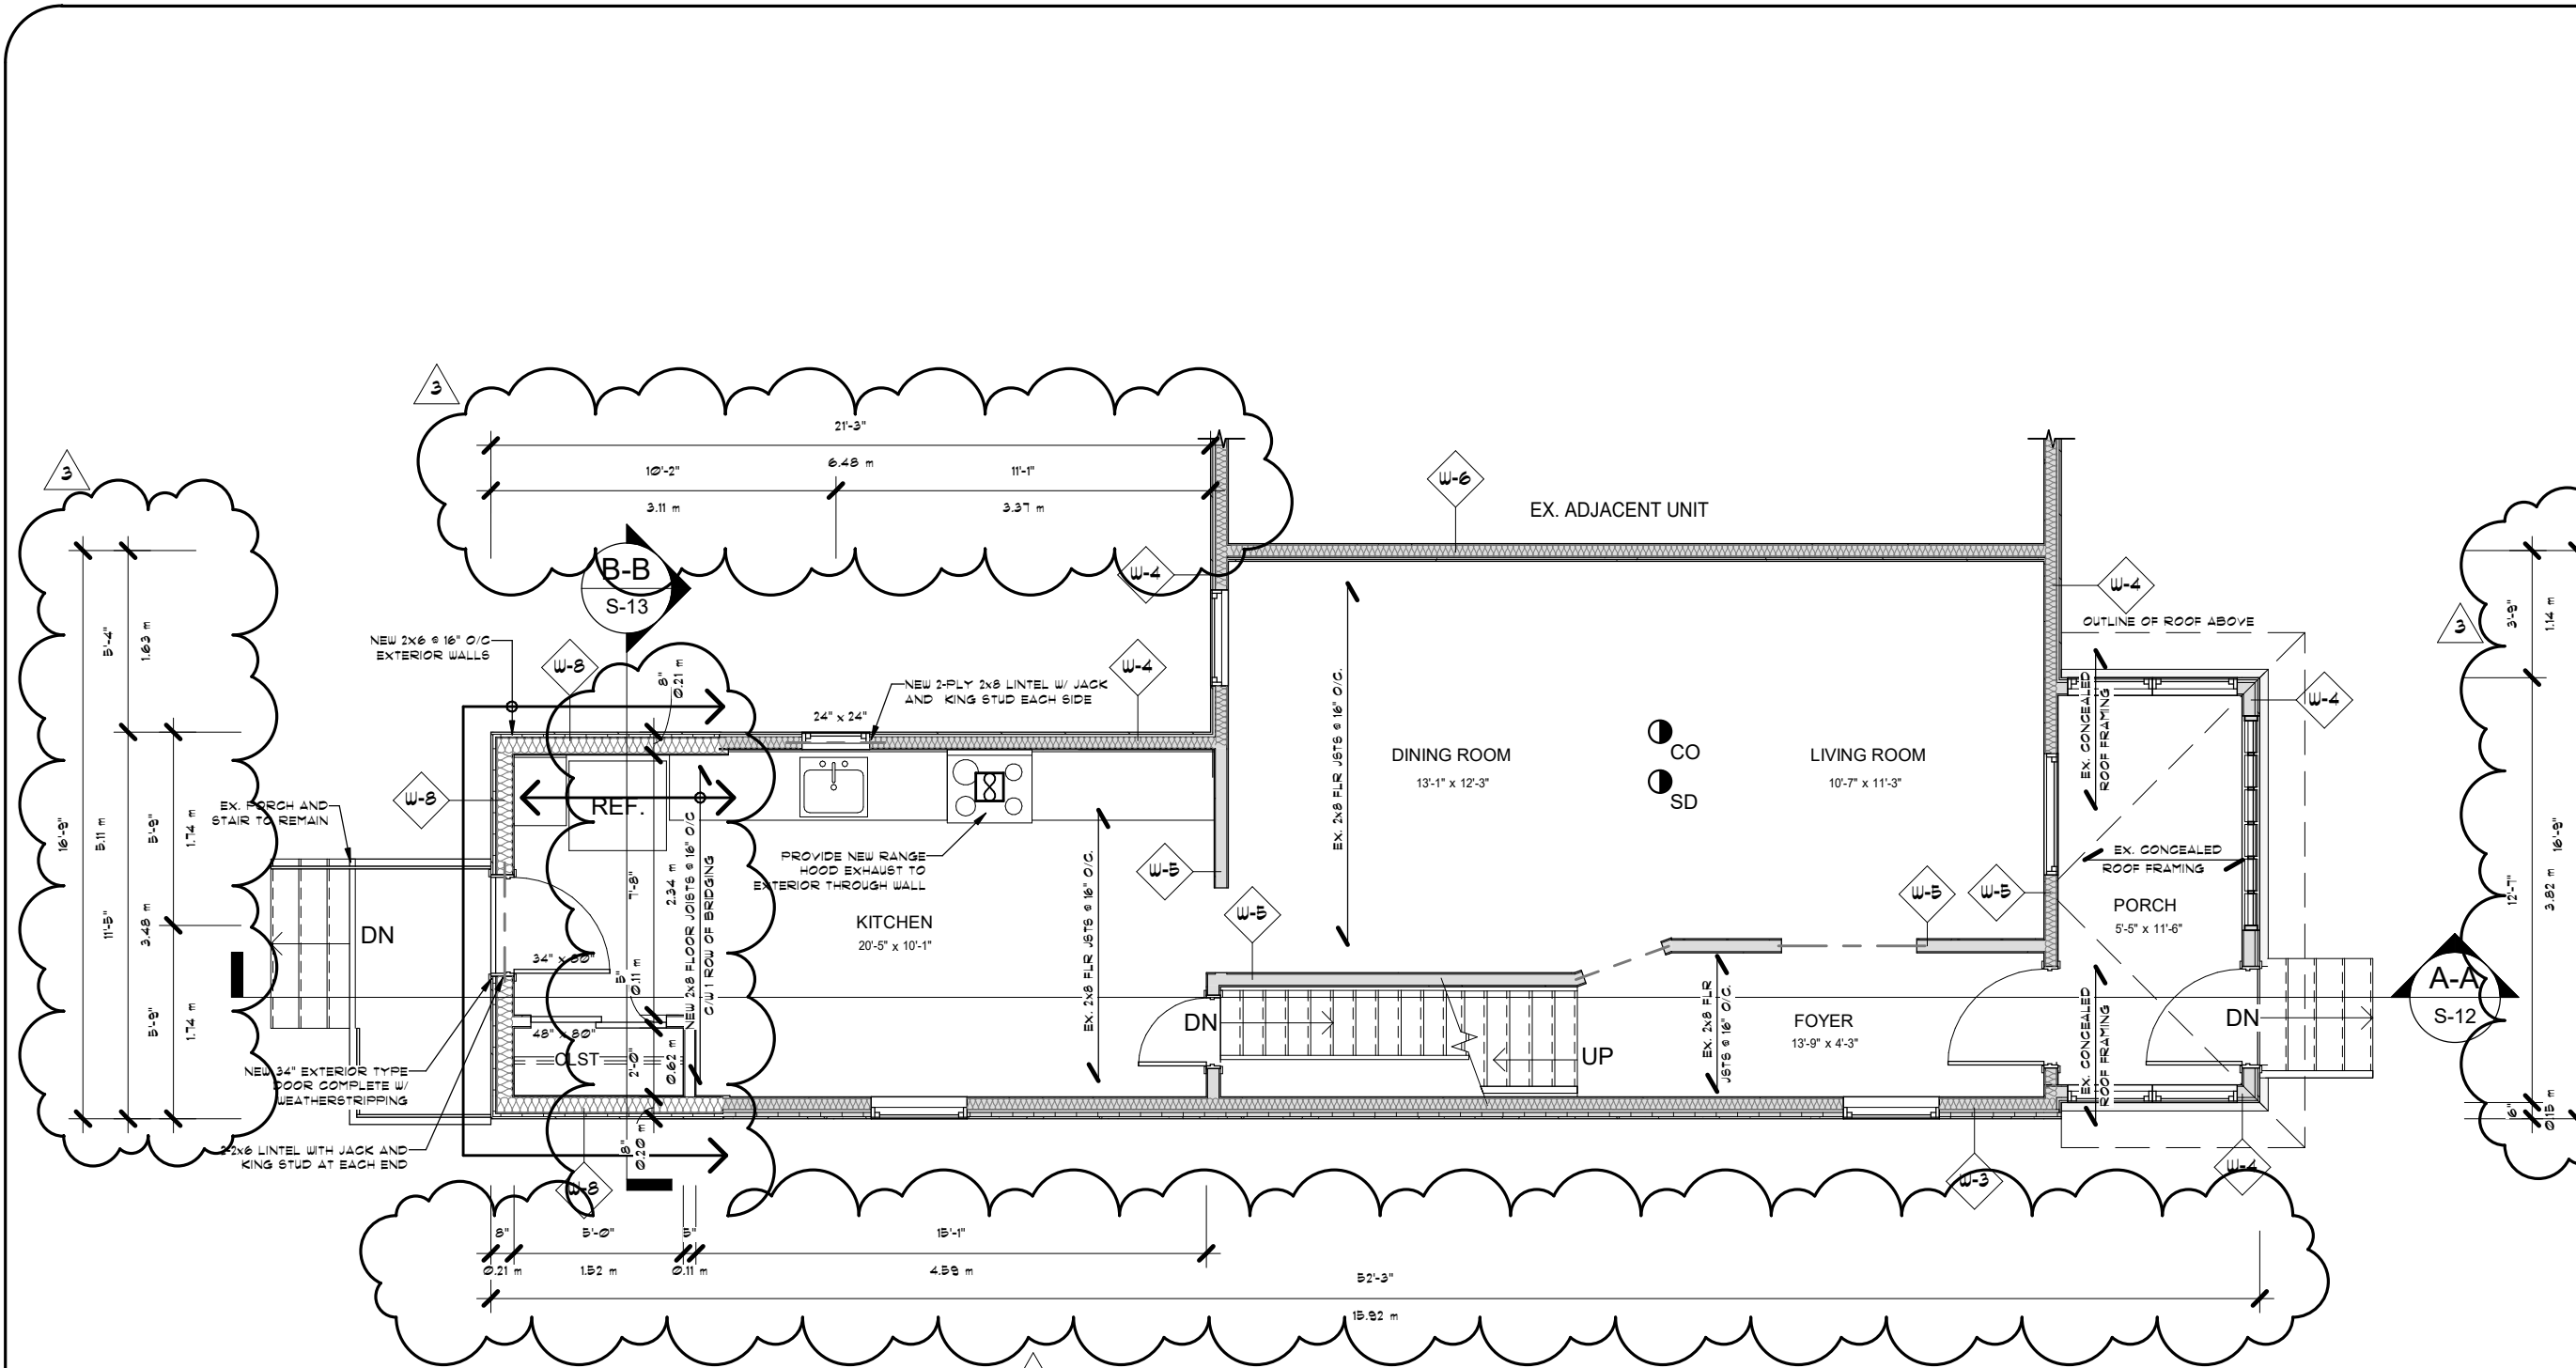 3
21'-3"
6.48 m
10'-2"
11'-1"
3.11 m
3.37 m
3
5'-4"
1.63 m
16'-9"
5.11 m
5'-9"
1.74 m
11'-5"
3.48 m
5'-9"
1.74 m
B-B
S-13
W-6
EX. ADJACENT UNIT
W-4
W-4
OUTLINE OF ROOF ABOVE
3
3'-9"
1.14 m
12'-7"
3.82 m
16'-9"
6"
0.15 m
NEW 2x6 @ 16" O/C
EXTERIOR WALLS
W-8
8"
0.21 m
W-4
NEW 2-PLY 2x8 LINTEL W/ JACK
AND KING STUD EACH SIDE
24" x 24"
W-8
REF.
EX. PORCH AND
STAIR TO REMAIN
DN
34" x 80"
7'-8"
2.34 m
5"
0.11 m
NEW 2x8 FLOOR JOISTS @ 16" O/C
C/W 1 ROW OF BRIDGING
PROVIDE NEW RANGE
HOOD EXHAUST TO
EXTERIOR THROUGH WALL
KITCHEN
20'-5" x 10'-1"
EX. 2x8 FLR JSTS @ 16" O/C.
W-5
W-5
EX. 2x8 FLR JSTS @ 16" O/C.
DINING ROOM
13'-1" x 12'-3"
CO
SD
LIVING ROOM
10'-7" x 11'-3"
W-5
W-5
EX. CONCEALED
ROOF FRAMING
W-4
EX. CONCEALED
ROOF FRAMING
PORCH
5'-5" x 11'-6"
EX. CONCEALED
ROOF FRAMING
DN
A-A
S-12
48" x 80"
CLST
2'-0"
0.62 m
DN
UP
EX. 2x8 FLR
JSTS @ 16" O/C.
FOYER
13'-9" x 4'-3"
NEW 34" EXTERIOR TYPE
DOOR COMPLETE W/
WEATHERSTRIPPING
2-2x6 LINTEL WITH JACK AND
KING STUD AT EACH END
8"
0.20 m
W-8
W-3
W-4
8"
5'-0"
5"
15'-1"
0.21 m
1.52 m
0.11 m
4.59 m
52'-3"
15.92 m